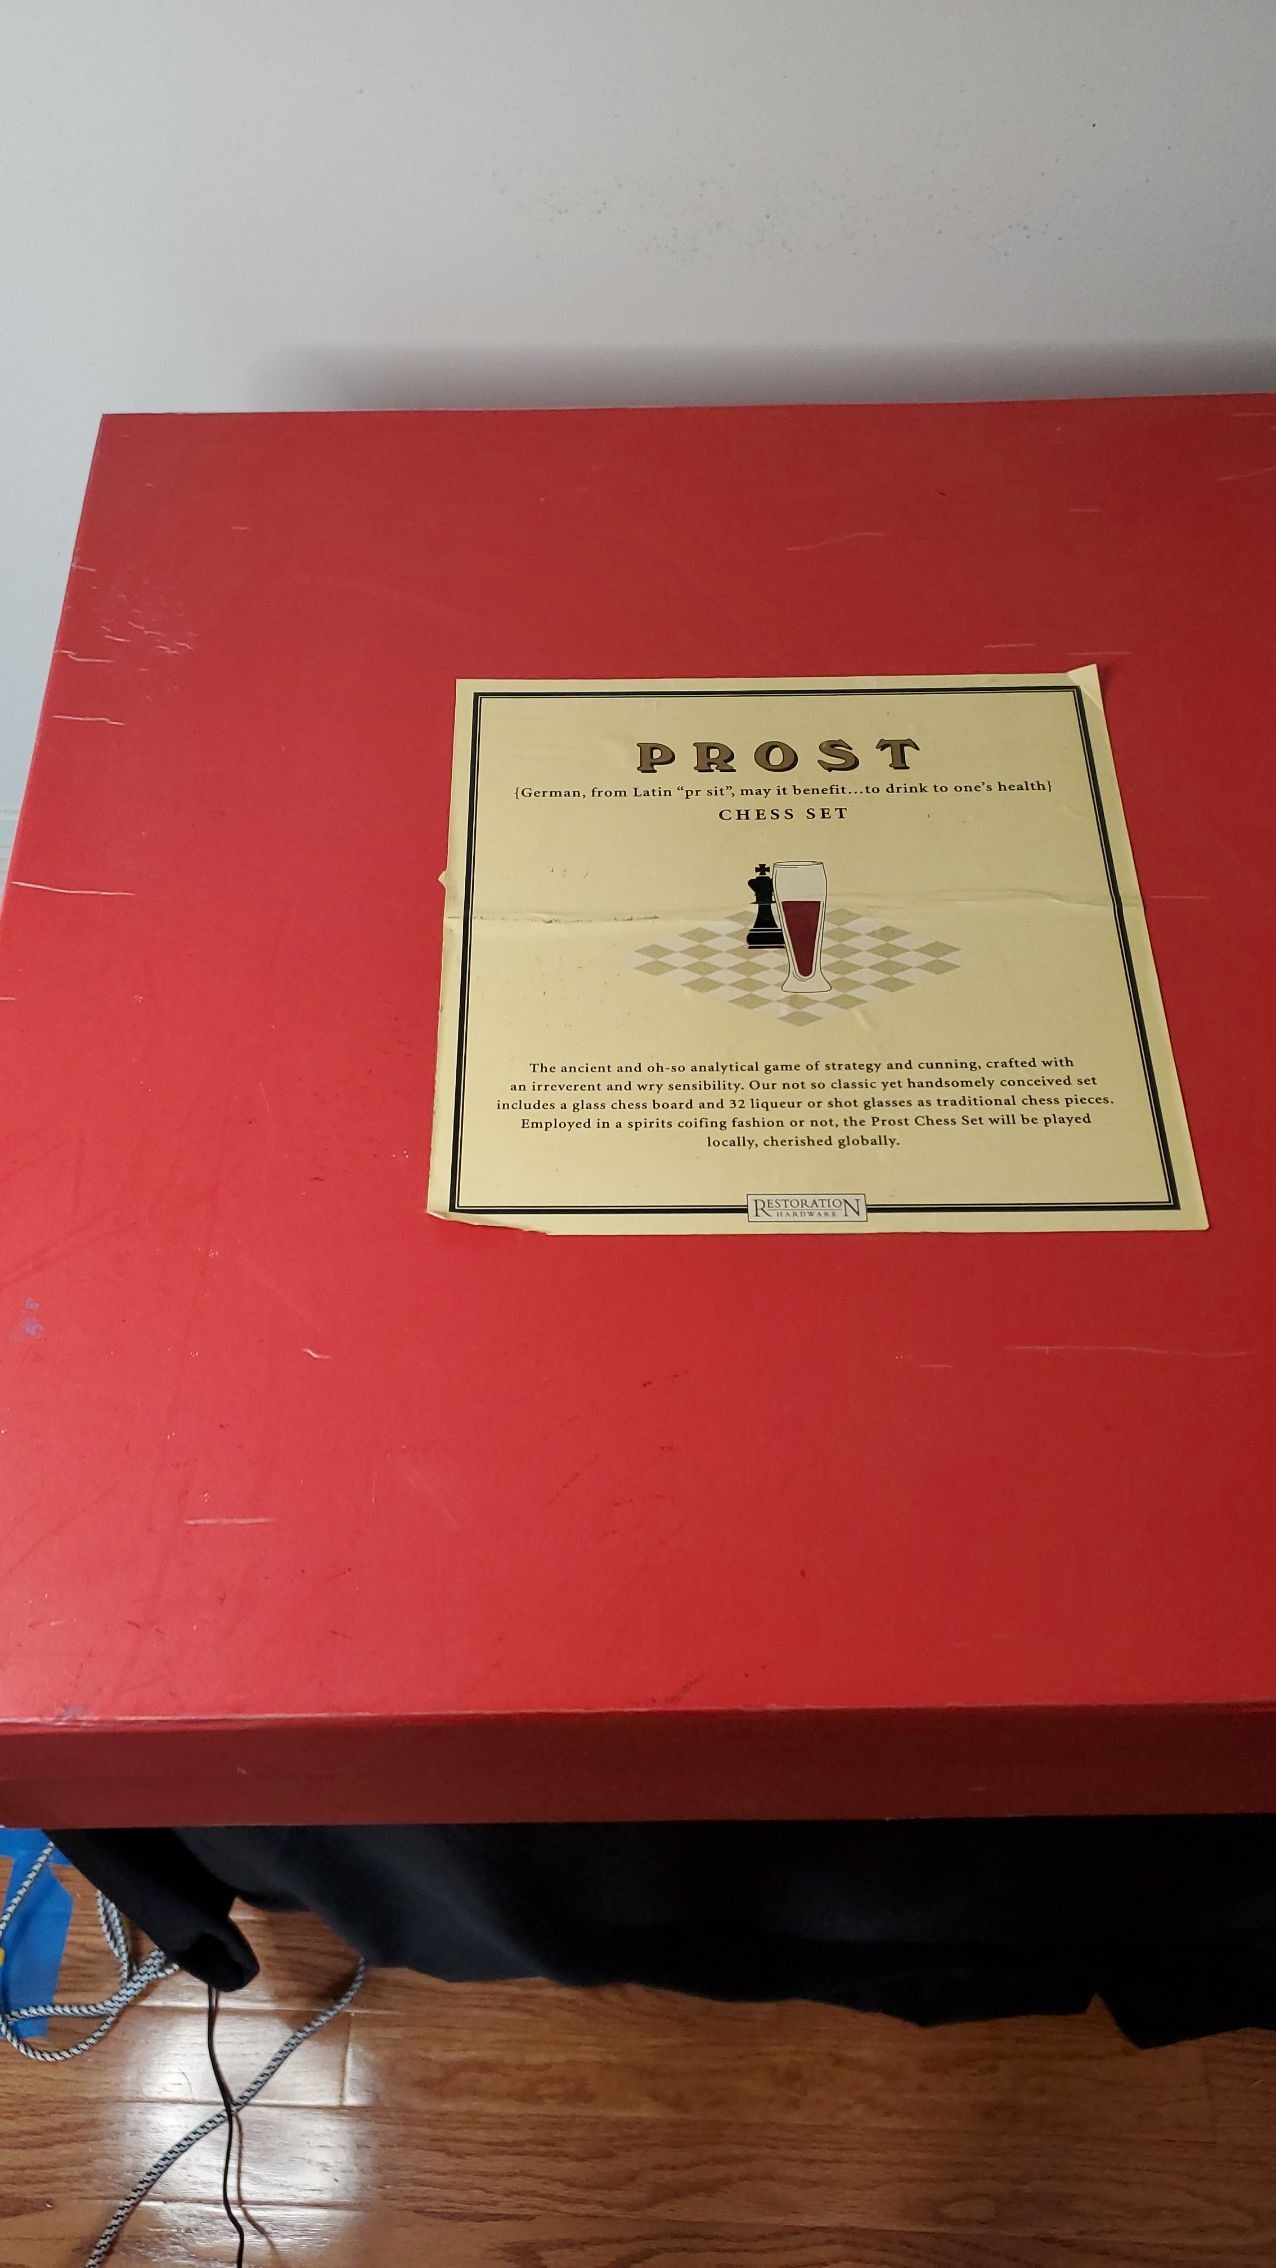 PROST
{German, from Latin “pr sit”, may it benefit...to drink to one's health}
CHESS SET
The ancient and oh-so analytical game of strategy and cunning, crafted with
an irreverent and wry sensibility. Our not so classic yet handsomely conceived set
includes a glass chess board and 32 liqueur or shot glasses as traditional chess pieces.
Employed in a spirits coifing fashion or not, the Prost Chess Set will be played
locally, cherished globally.
RESTORATION
HARDWARE